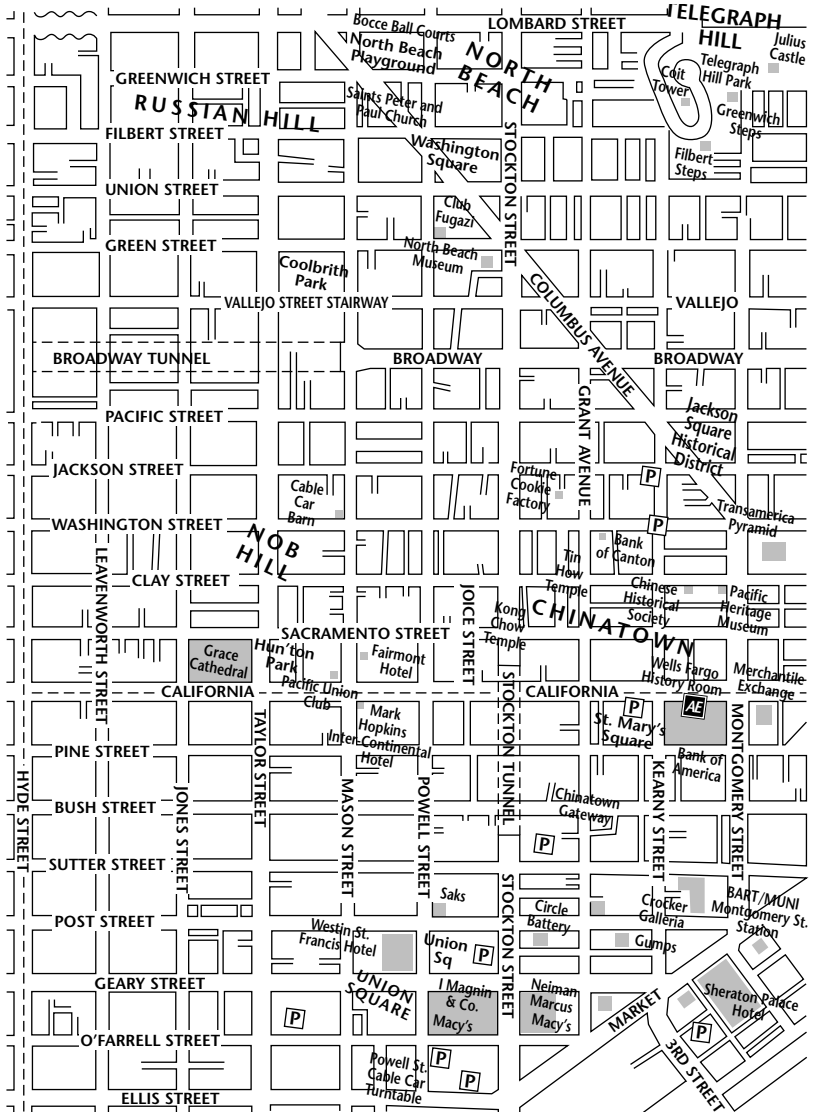 Bocce Ball Courts
LOMBARD STREET
TELEGRAPH
HILL
North Beach
Playground
NORTH
BEACH
Julius
Castle
Telegraph
Hill Park
Coit
Tower
GREENWICH STREET
RUSSIAN HILL
Saints Peter and
Paul Church
Greenwich
Steps
FILBERT STREET
Washington
Square
STOCKTON STREET
Filbert
Steps
UNION STREET
Club
Fugazi
GREEN STREET
North Beach
Museum
Coolbrith
Park
COLUMBUS AVENUE
VALLEJO STREET STAIRWAY
VALLEJO
BROADWAY TUNNEL
BROADWAY
BROADWAY
GRANT AVENUE
PACIFIC STREET
Jackson
Square
Historical
District
JACKSON STREET
Fortune
Cookie
Factory
P
Cable
Car
Barn
WASHINGTON STREET
P
Transamerica
Pyramid
NOB
HILL
Bank
of Canton
LEAVENWORTH STREET
Tin
How
Temple
CLAY STREET
JOICE STREET
Chinese
Historical
Society
Pacific
Heritage
Museum
Kong
Chow
Temple
CHINATOWN
SACRAMENTO STREET
Grace
Cathedral
Hun'ton
Park
Fairmont
Hotel
Wells Fargo
History Room
Merchantile
Exchange
CALIFORNIA
Pacific Union
Club
STOCKTON TUNNEL
CALIFORNIA
P
AE
TAYLOR STREET
Mark
Hopkins
Inter-Continental
Hotel
St. Mary's
Square
MONTGOMERY STREET
PINE STREET
Bank of
America
KEARNY STREET
HYDE STREET
JONES STREET
MASON STREET
POWELL STREET
Chinatown
Gateway
BUSH STREET
P
SUTTER STREET
STOCKTON STREET
Saks
Circle
Battery
Crocker
Galleria
BART/MUNI
Montgomery St.
Station
POST STREET
Westin St.
Francis Hotel
Union
Sq
P
Gumps
GEARY STREET
UNION
SQUARE
I Magnin
& Co.
Macy's
Neiman
Marcus
Macy's
Sheraton Palace
Hotel
MARKET
P
P
O'FARRELL STREET
3RD STREET
Powell St.
Cable Car
Turntable
P
P
ELLIS STREET